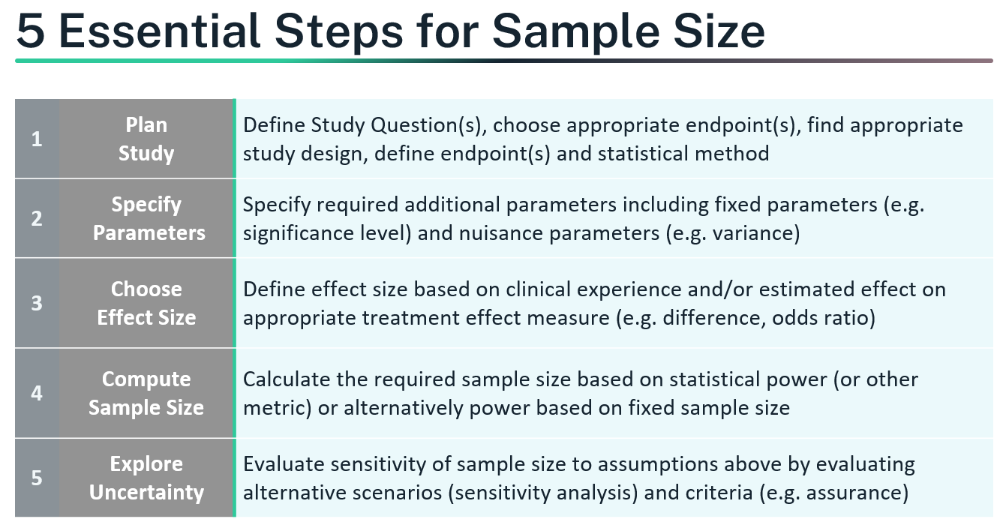 5 Essential Steps for Sample Size
1
Plan
Study
Define Study Question(s), choose appropriate endpoint(s), find appropriate
study design, define endpoint(s) and statistical method
2
Specify
Parameters
Specify required additional parameters including fixed parameters (e.g.
significance level) and nuisance parameters (e.g. variance)
3
Choose
Effect Size
Define effect size based on clinical experience and/or estimated effect on
appropriate treatment effect measure (e.g. difference, odds ratio)
4
Compute
Sample Size
Calculate the required sample size based on statistical power (or other
metric) or alternatively power based on fixed sample size
5
Explore
Uncertainty
Evaluate sensitivity of sample size to assumptions above by evaluating
alternative scenarios (sensitivity analysis) and criteria (e.g. assurance)